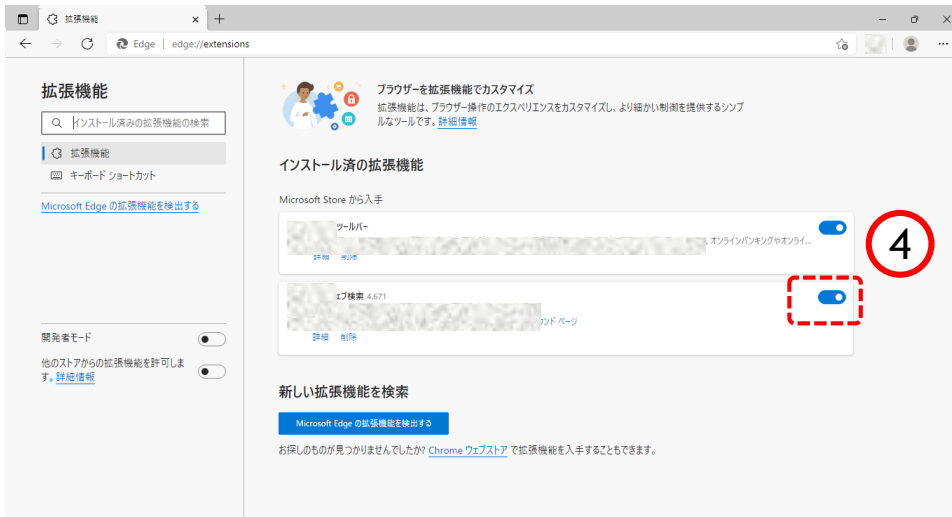 拡張機能
Edge | edge://extensions
拡張機能
インストール済みの拡張機能の検索
拡張機能
キーボード ショートカット
Microsoft Edge の拡張機能を検出する
開発者モード
他のストアからの拡張機能を許可しま
す。詳細情報
ブラウザーを拡張機能でカスタマイズ
拡張機能は、ブラウザー操作のエクスペリエンスをカスタマイズし、より細かい制御を提供するシンプ
ルなツールです。詳細情報
インストール済の拡張機能
Microsoft Store から入手
ツールバー
オンラインバンキングやオンライ...
詳細 削除
ェブ検索 4.671
ウンド ページ
詳細 削除
4
新しい拡張機能を検索
Microsoft Edge の拡張機能を検出する
お探しのものが見つかりませんでしたか? Chrome ウェブストア で拡張機能を入手することもできます。